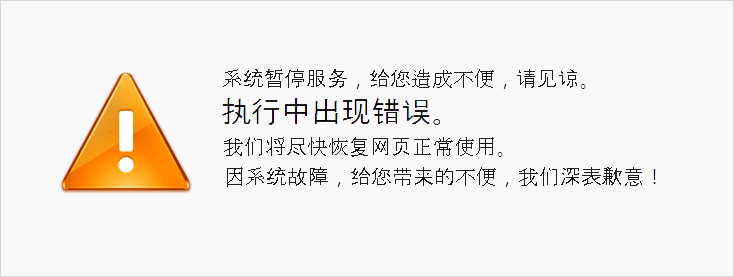 系统暂停服务，给您造成不便，请见谅。
执行中出现错误。
我们将尽快恢复网页正常使用。
因系统故障，给您带来的不便，我们深表歉意！